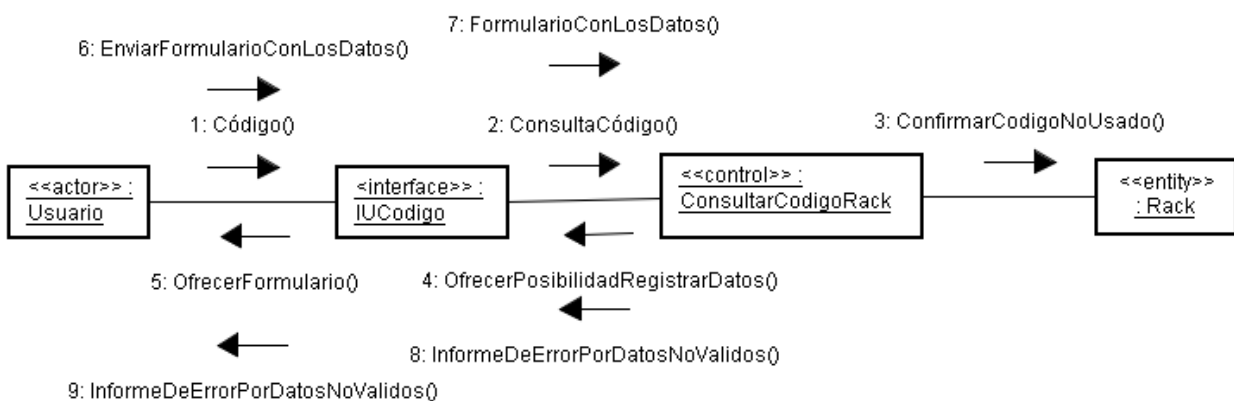 7: FormularioConLosDatos()
6: EnviarFormularioConLosDatos()
1: Código()
2: ConsultaCódigo()
3: ConfirmarCodigoNoUsado()
<<actor>> :
Usuario
<interface>> :
IUCodigo
<<control>> :
ConsultarCodigoRack
<<entity>>
: Rack
5: OfrecerFormulario()
4: OfrecerPosibilidadRegistrarDatos()
8: InformeDeErrorPorDatosNoValidos()
9: InformeDeErrorPorDatosNoValidos()